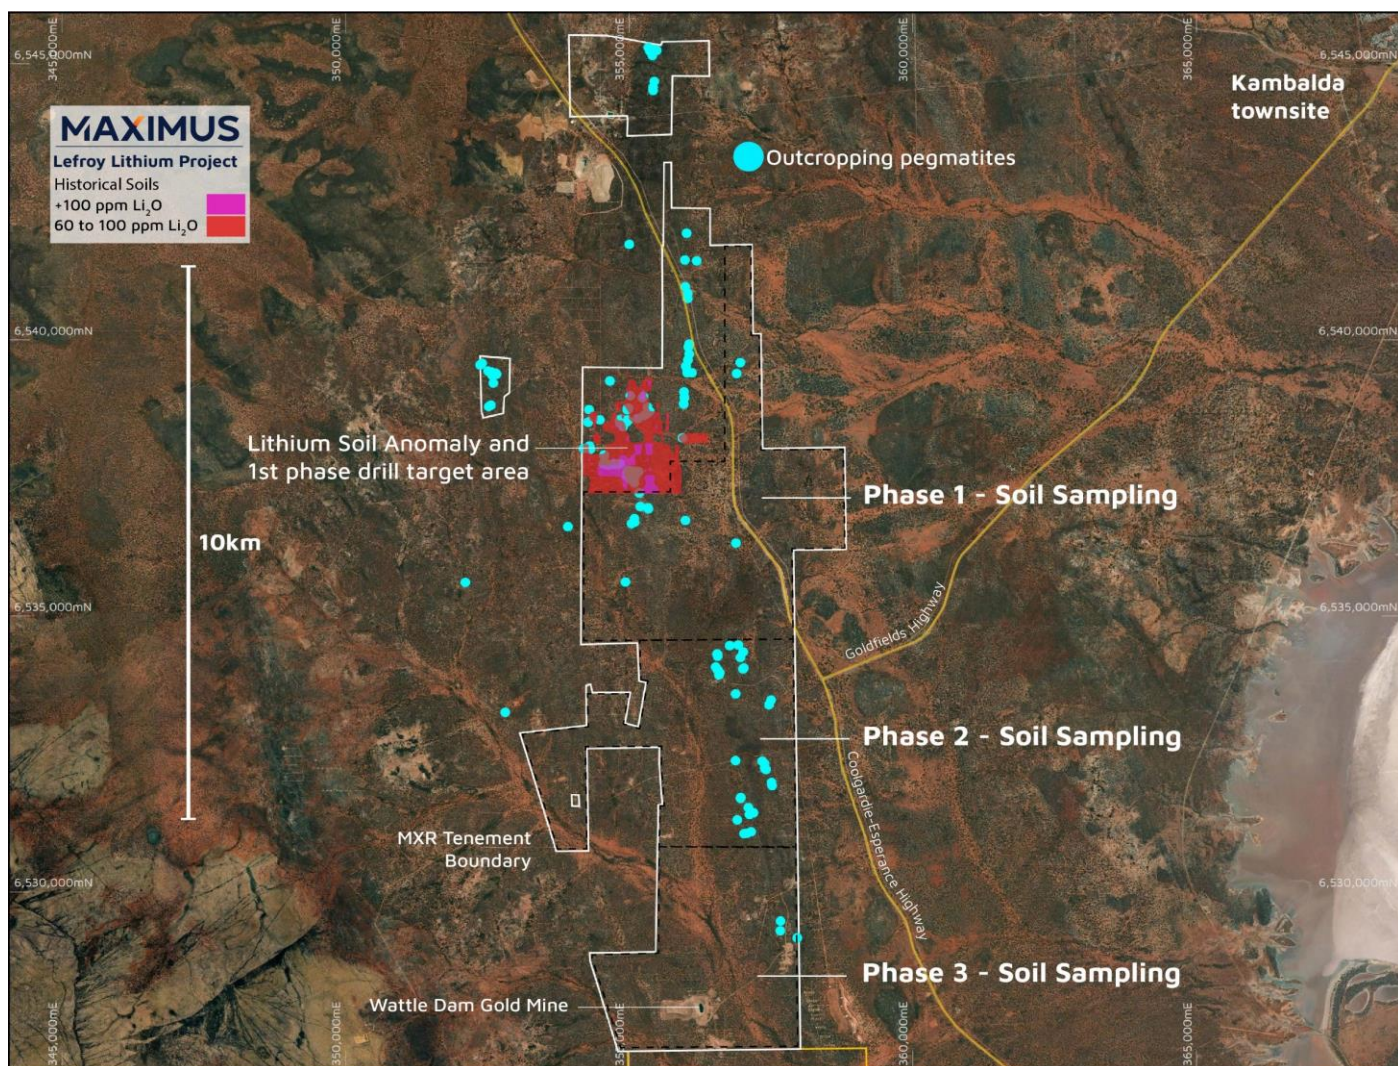 345,000mE
350,000mE
355,000mE
360,000mE
365,000mE
6,545,000mN
6,545,000mN
Kambalda
townsite
MAXIMUS
Lefroy Lithium Project
Historical Soils
+100 ppm Li₂O
60 to 100 ppm Li₂O
Outcropping pegmatites
6,540,000mN
6,540,000mN
Lithium Soil Anomaly and
1st phase drill target area
Phase 1 - Soil Sampling
10km
6,535,000mN
6,535,000mN
Goldfields Highway
Phase 2 - Soil Sampling
Coolgardie-Esperance Highway
MXR Tenement
Boundary
6,530,000mN
6,530,000mN
Phase 3 - Soil Sampling
Wattle Dam Gold Mine
345,000mE
350,000mE
355,000mE
360,000mE
365,000mE